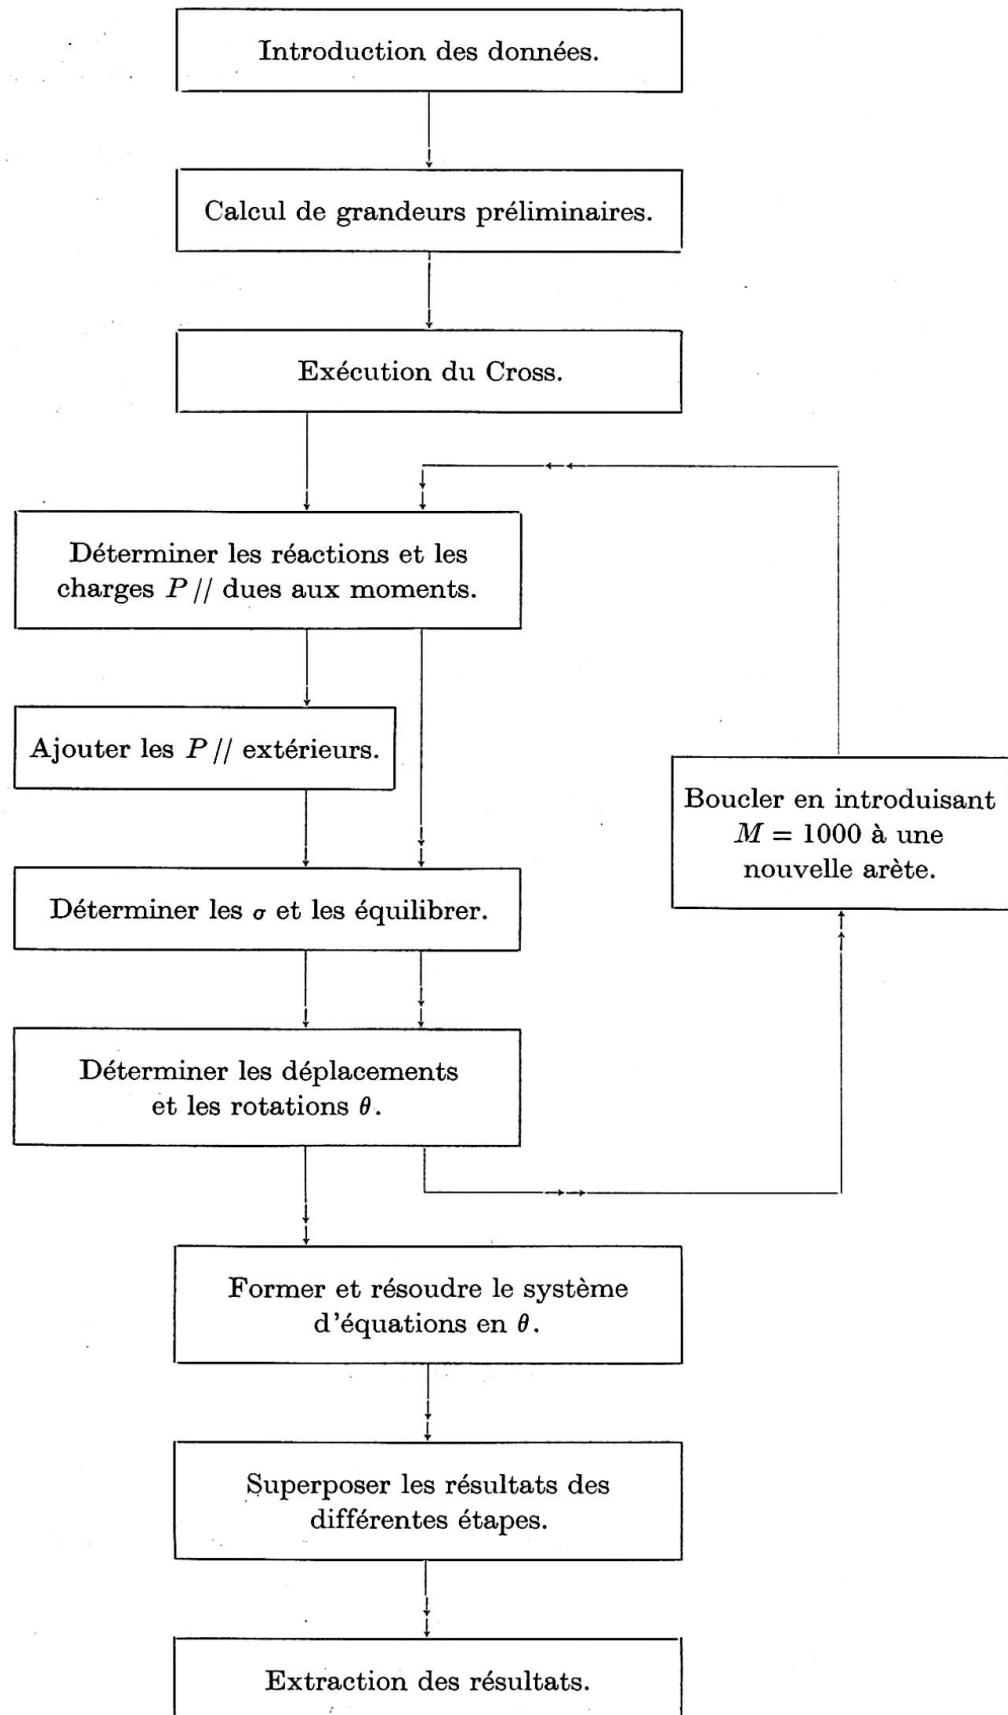 Introduction des données.
Calcul de grandeurs préliminaires.
Exécution du Cross.
Déterminer les réactions et les
charges P // dues aux moments.
Ajouter les P // extérieurs.
Boucler en introduisant
M = 1000 à une
nouvelle arète.
Déterminer les σ et les équilibrer.
Déterminer les déplacements
et les rotations θ.
Former et résoudre le système
d'équations en θ.
Superposer les résultats des
différentes étapes.
Extraction des résultats.